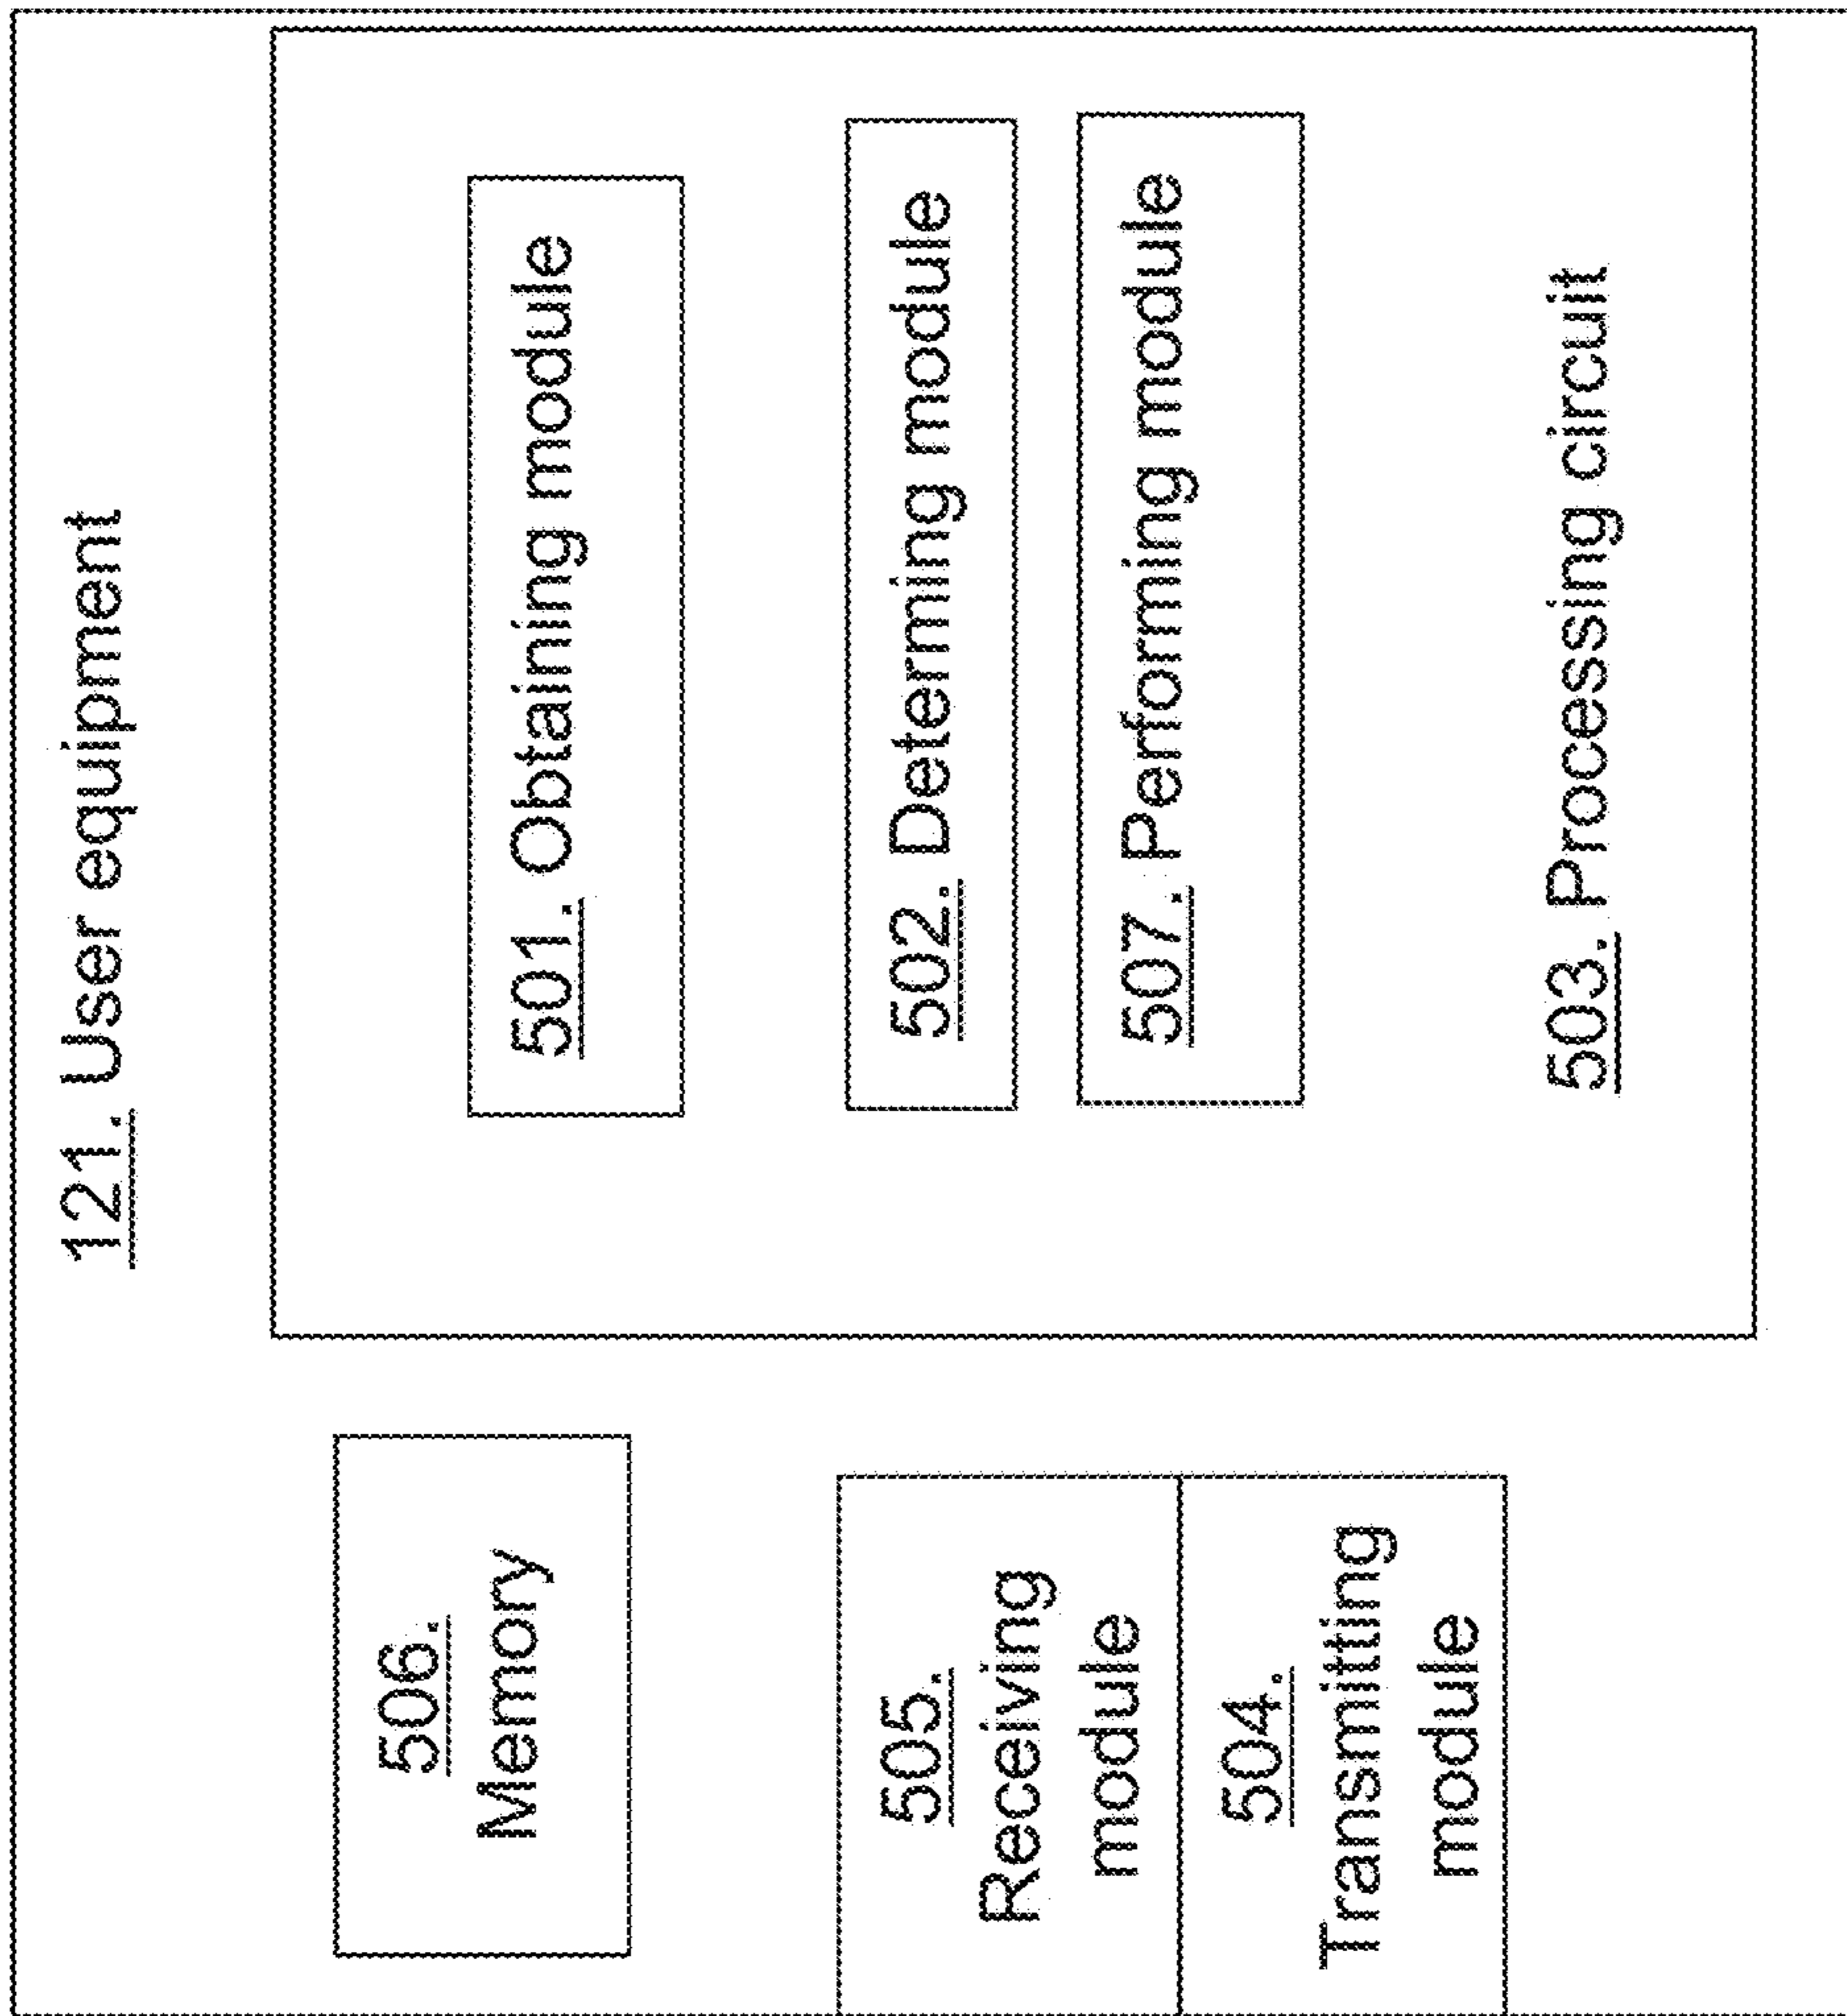 121. User equipment
506.
Memory
501. Obtaining module
505.
Receiving
module
502. Determing module
507. Performing module
504.
Transmitting
module
503. Processing circuit